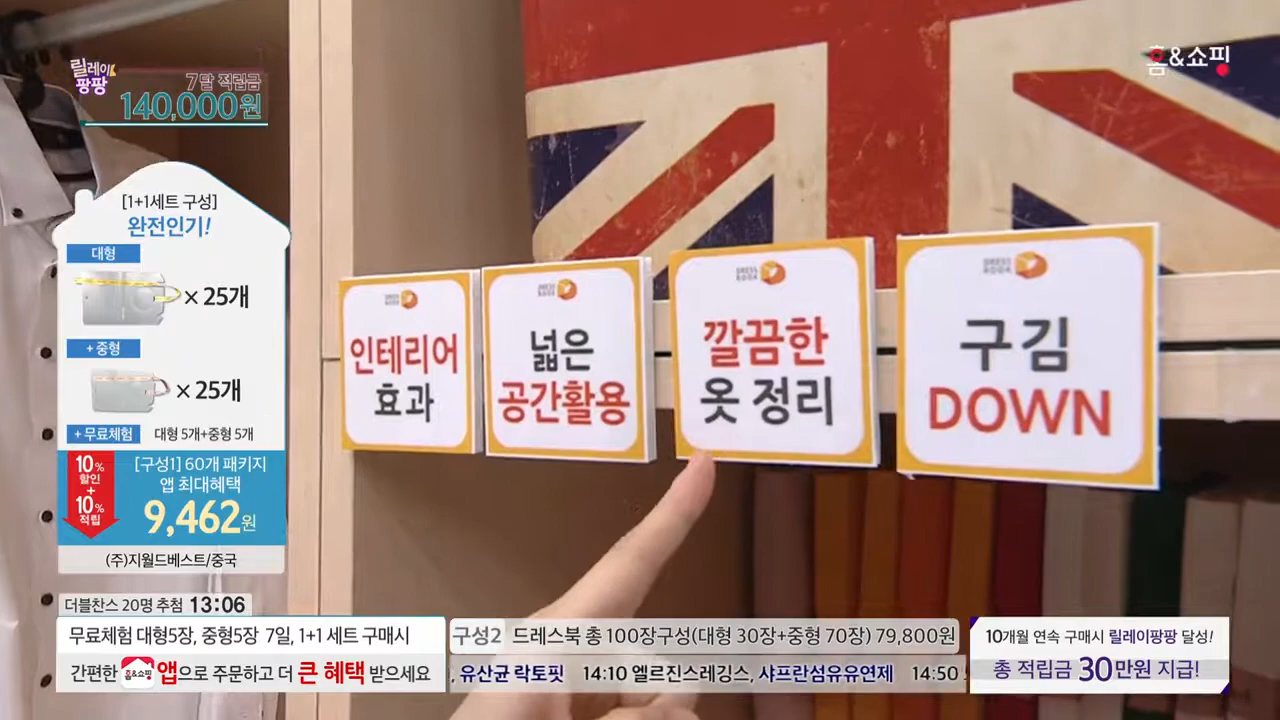 릴레이
팡팡
7달 적립금
140,000원
홈&쇼핑
[1+1세트 구성]
완전인기!
대형
× 25개
+ 중형
× 25개
+ 무료체험 대형 5개+중형 5개
10%
할인
+
10%
적립
[구성1] 60개 패키지
앱 최대혜택
9,462원
(주)지월드베스트/중국
DRESS
BOOK
인테리어
효과
DRESS
BOOK
넓은
공간활용
DRESS
BOOK
깔끔한
옷 정리
DRESS
BOOK
구김
DOWN
더블찬스 20명 추첨 13:06
무료체험 대형5장, 중형5장 7일, 1+1 세트 구매시
간편한 홈&쇼핑 앱으로 주문하고 더 큰 혜택 받으세요
구성2 드레스북 총 100장구성(대형 30장+중형 70장) 79,800원
, 유산균 락토핏 14:10 엘르진스레깅스, 샤프란섬유유연제 14:50
10개월 연속 구매시 릴레이팡팡 달성!
총 적립금 30만원 지급!